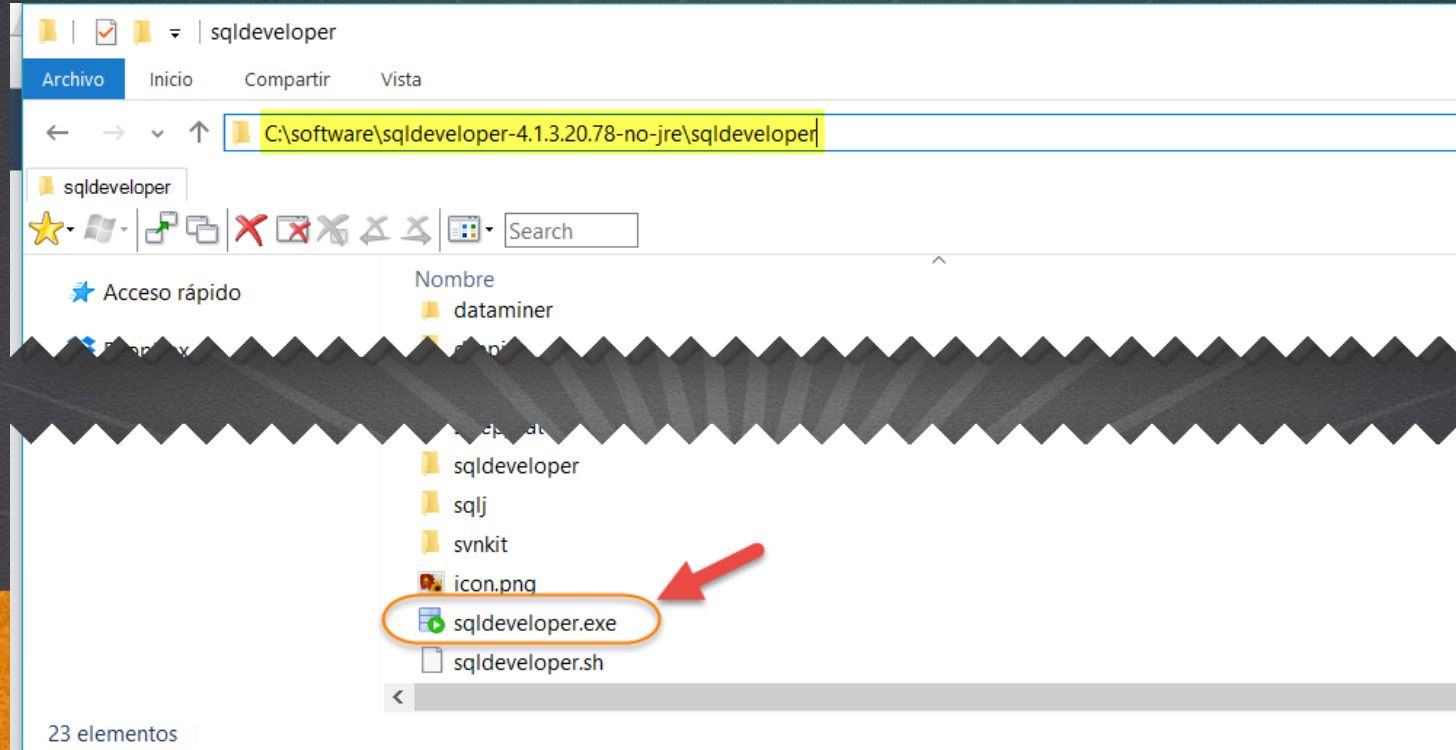 sqldeveloper
Archivo Inicio Compartir Vista
C:\software\sqldeveloper-4.1.3.20.78-no-jre\sqldeveloper
sqldeveloper
Search
Acceso rápido
Nombre
dataminer
sqldeveloper
sqlj
svnkit
icon.png
sqldeveloper.exe
sqldeveloper.sh
23 elementos